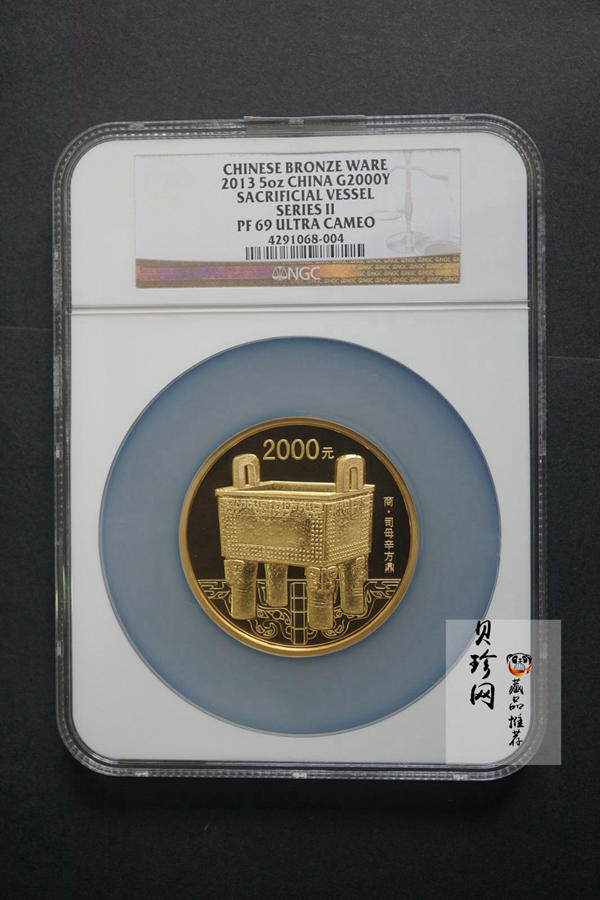 CHINESE BRONZE WARE
2013 5oz CHINA G2000Y
SACRIFICIAL VESSEL
SERIES II
PF 69 ULTRA CAMEO
4291068-004
NGC
2000元
商·司母辛方鼎
贝珍网
藏品推荐